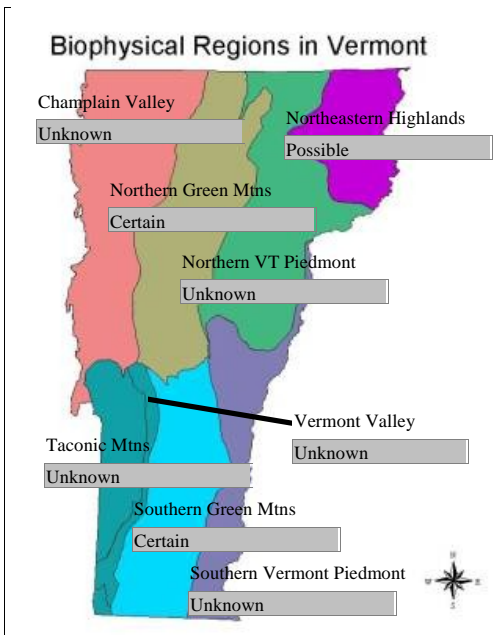 Biophysical Regions in Vermont
Champlain Valley
Unknown
Northeastern Highlands
Possible
Northern Green Mtns
Certain
Northern VT Piedmont
Unknown
Vermont Valley
Unknown
Taconic Mtns
Unknown
Southern Green Mtns
Certain
Southern Vermont Piedmont
Unknown